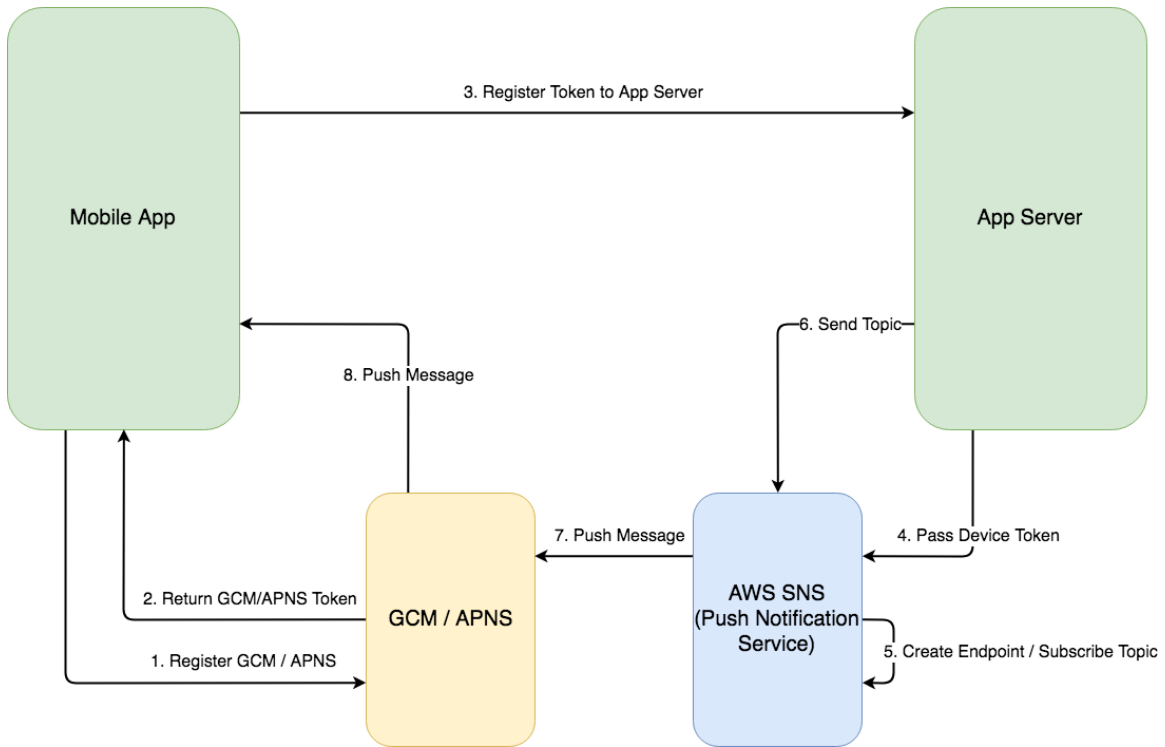 3. Register Token to App Server
Mobile App
App Server
6. Send Topic
8. Push Message
7. Push Message
4. Pass Device Token
2. Return GCM/APNS Token
GCM / APNS
AWS SNS
(Push Notification
Service)
5. Create Endpoint / Subscribe Topic
1. Register GCM / APNS